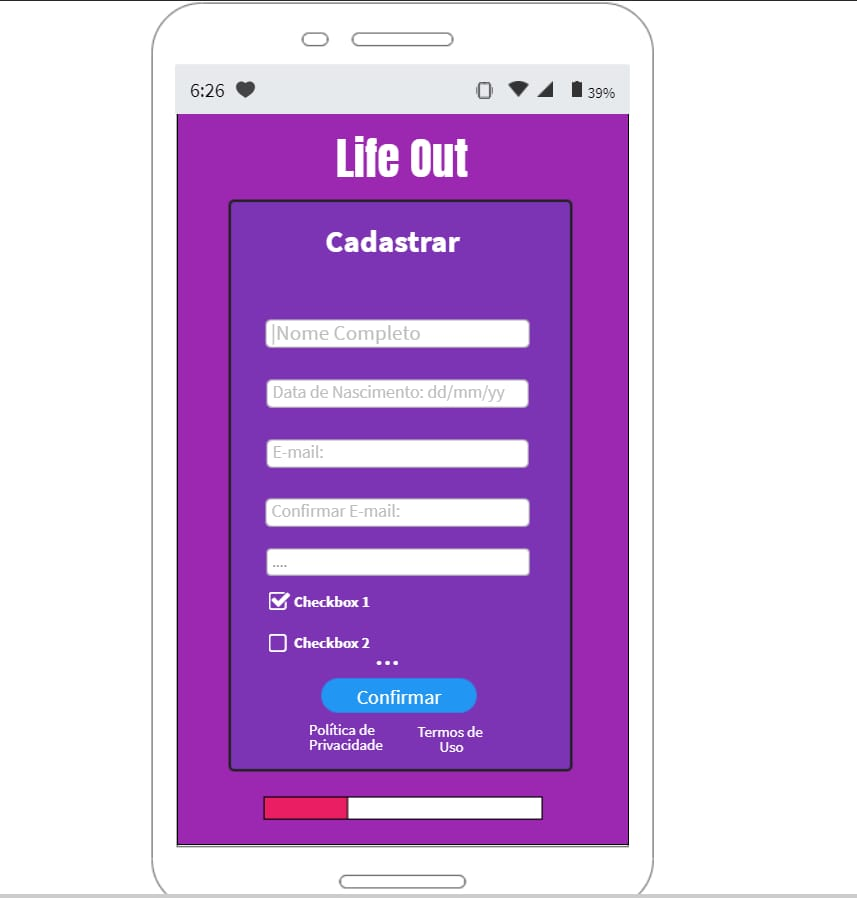 6:26
39%
Life Out
Cadastrar
Nome Completo
Data de Nascimento: dd/mm/yy
E-mail:
Confirmar E-mail:
....
Checkbox 1
Checkbox 2
...
Confirmar
Política de
Privacidade
Termos de
Uso